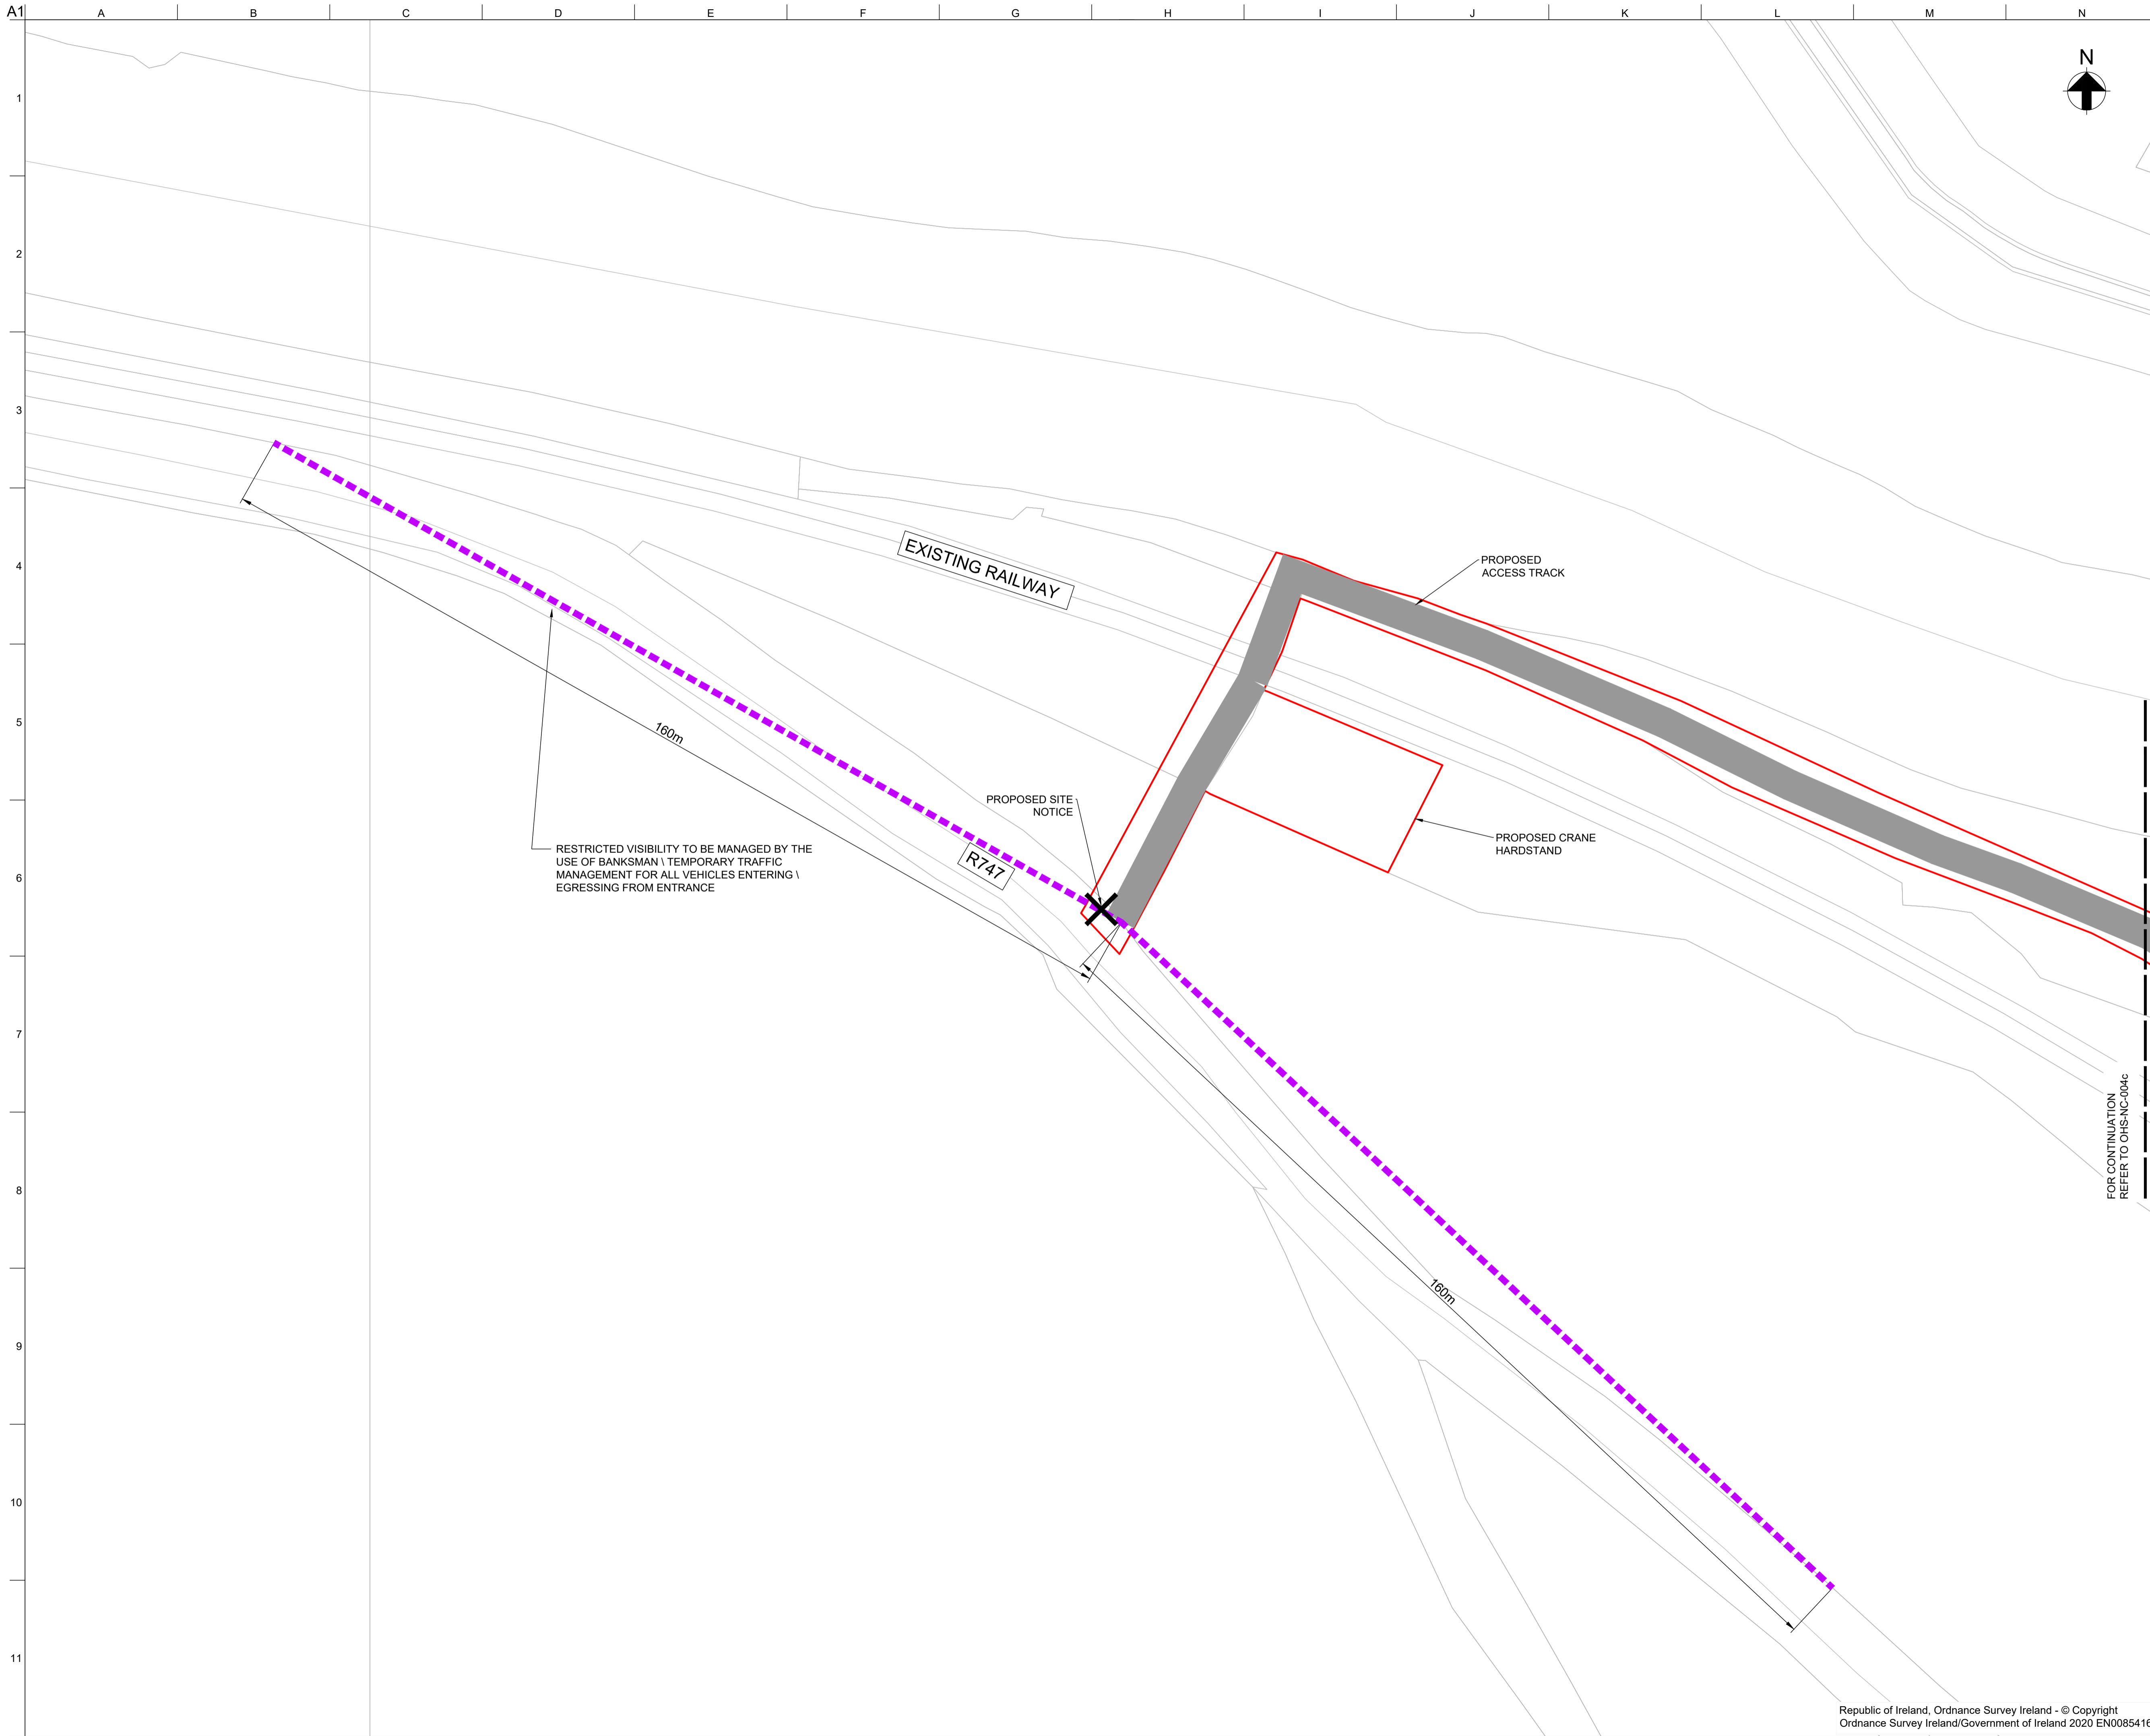 A1
A
B
C
D
E
F
G
H
I
J
K
L
M
N
N
1
2
3
4
5
6
7
8
9
10
11
EXISTING RAILWAY
PROPOSED
ACCESS TRACK
160m
PROPOSED SITE
NOTICE
PROPOSED CRANE
HARDSTAND
RESTRICTED VISIBILITY TO BE MANAGED BY THE
USE OF BANKSMAN \ TEMPORARY TRAFFIC
MANAGEMENT FOR ALL VEHICLES ENTERING \
EGRESSING FROM ENTRANCE
R747
FOR CONTINUATION
REFER TO OHS-NC-004c
160m
Republic of Ireland, Ordnance Survey Ireland - © Copyright
Ordnance Survey Ireland/Government of Ireland 2020 EN0085416